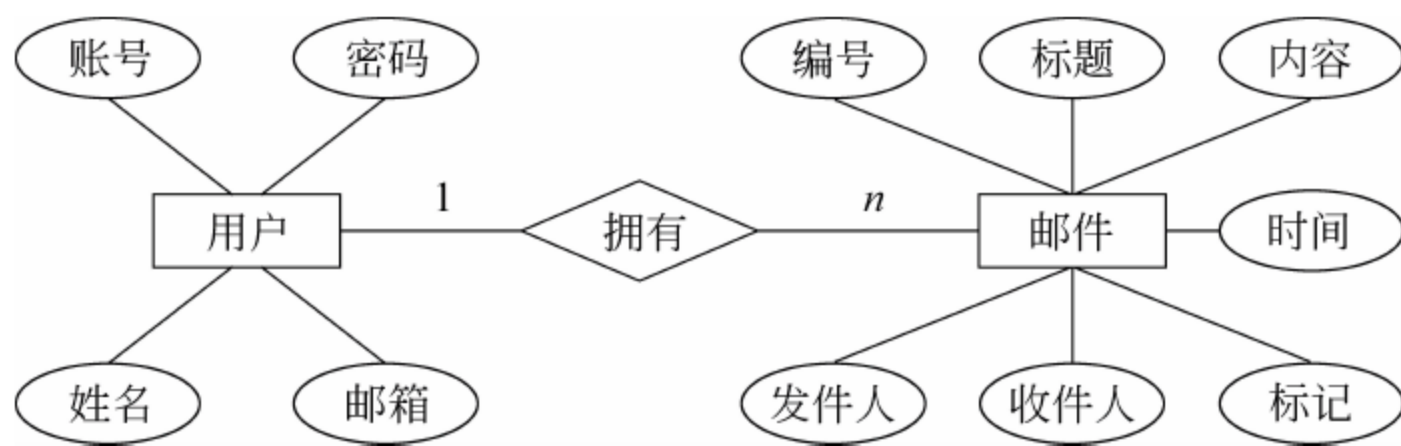 账号 密码 编号 标题 内容
1 n
用户 拥有 邮件 时间
姓名 邮箱 发件人 收件人 标记